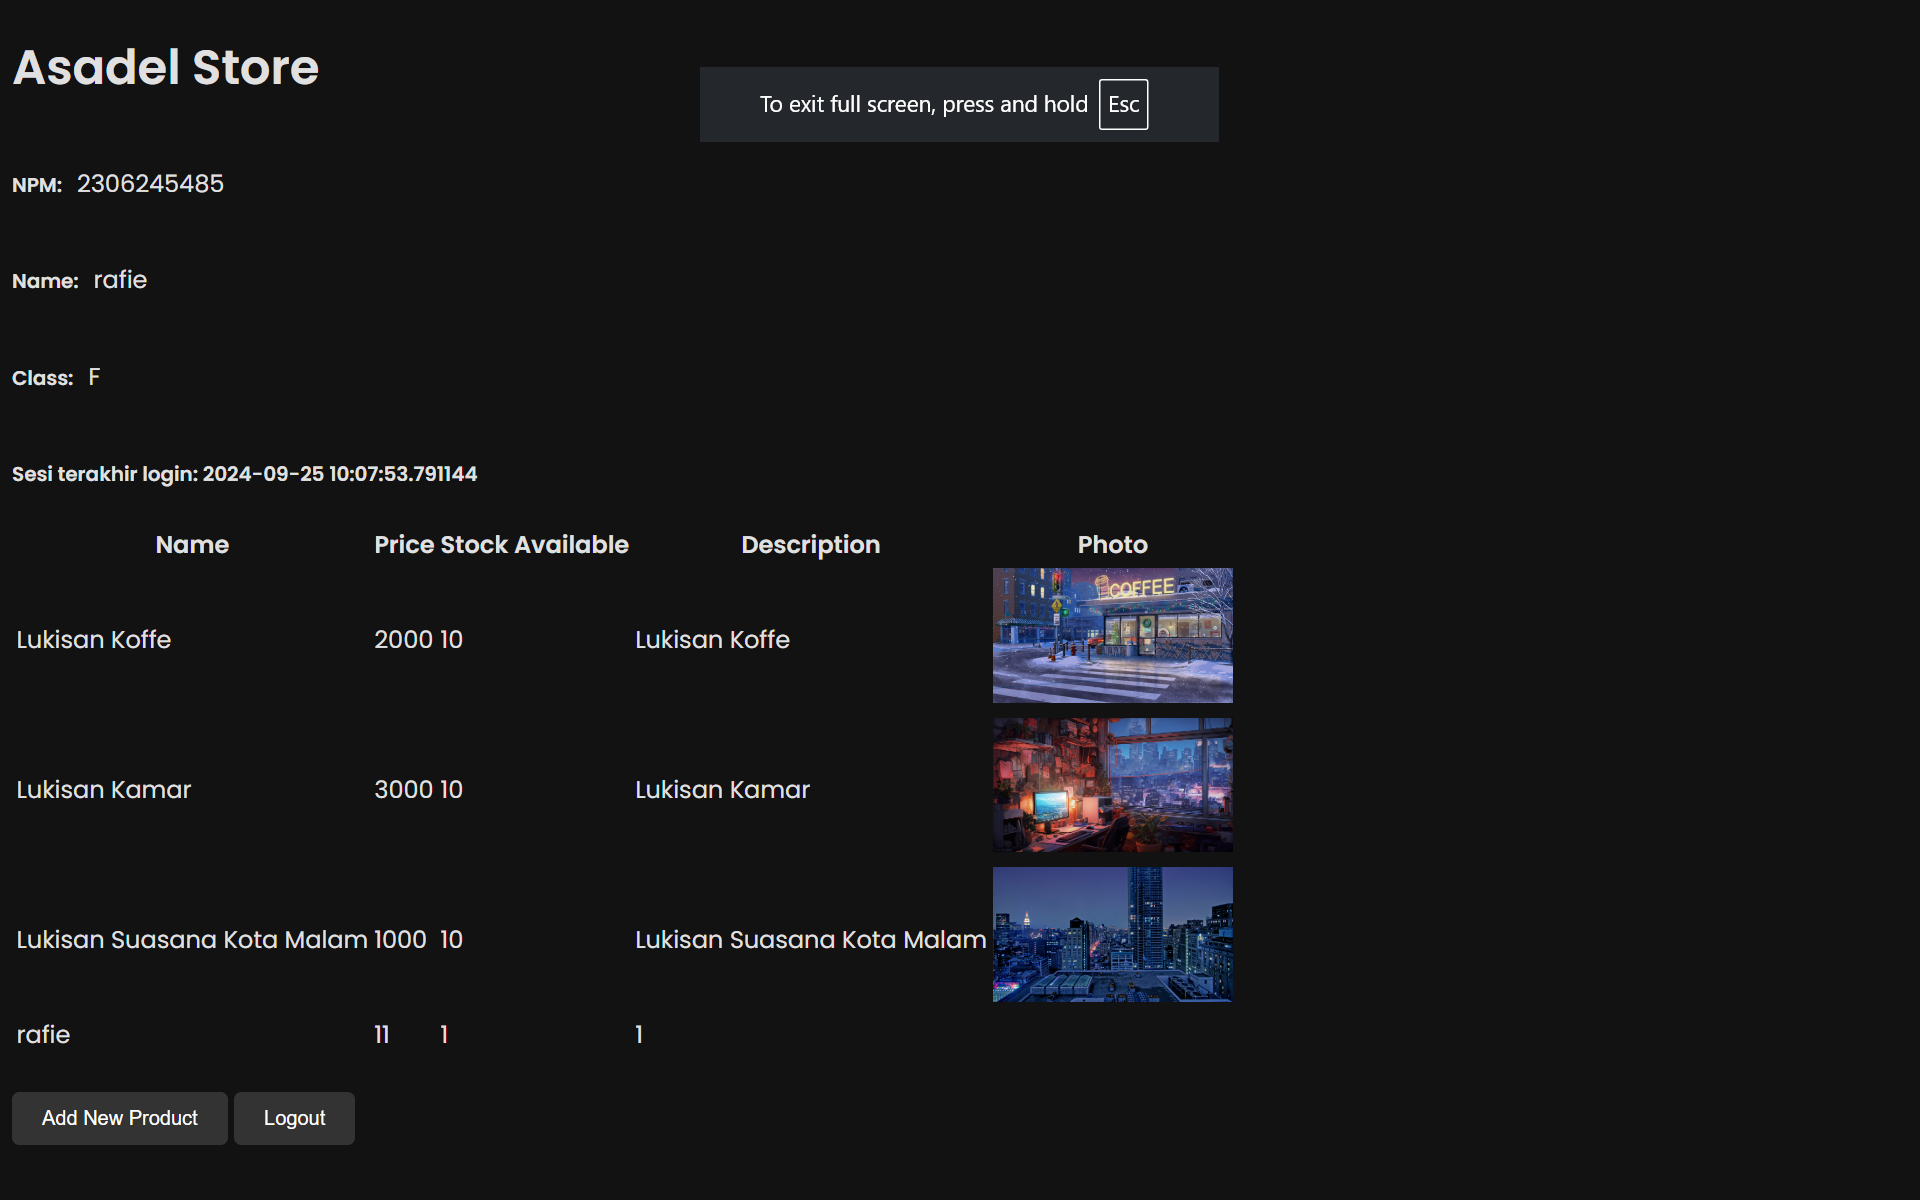 Asadel Store
To exit full screen, press and hold Esc
NPM: 2306245485
Name: rafie
Class: F
Sesi terakhir login: 2024-09-25 10:07:53.791144
Name Price Stock Available Description Photo
COFFEE
Lukisan Koffe 2000 10 Lukisan Koffe
Lukisan Kamar 3000 10 Lukisan Kamar
Lukisan Suasana Kota Malam 1000 10 Lukisan Suasana Kota Malam
rafie 11 1 1
Add New Product Logout